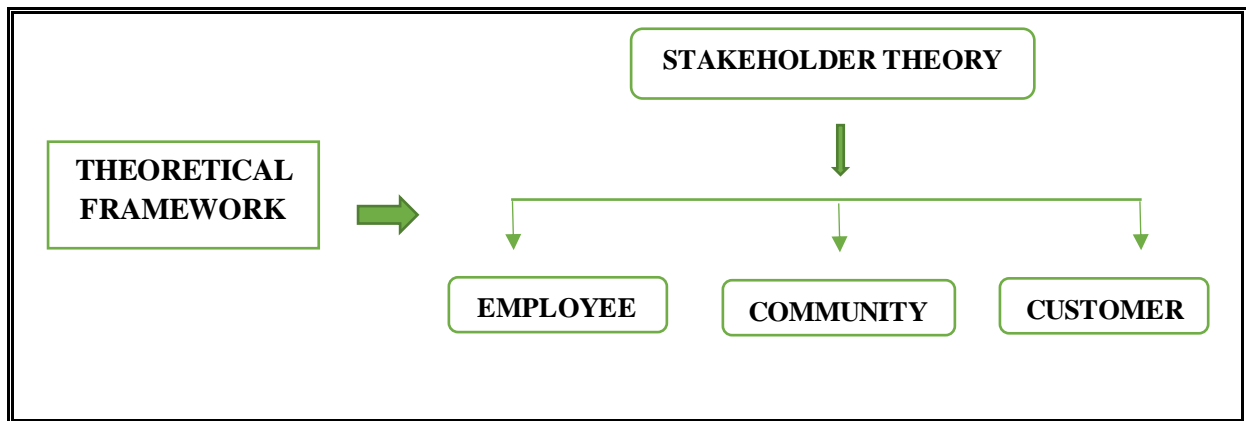 STAKEHOLDER THEORY
THEORETICAL
FRAMEWORK
EMPLOYEE
COMMUNITY
CUSTOMER